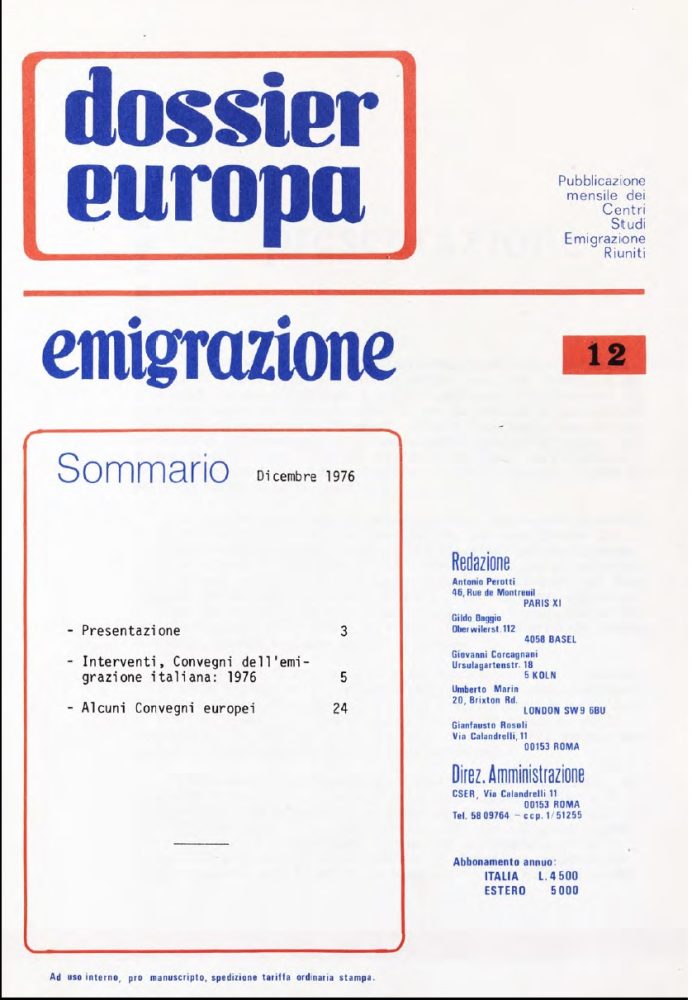 dossier
europa
Pubblicazione
mensile dei
Centri
Studi
Emigrazione
Riuniti
emigrazione
12
Sommario Dicembre 1976
- Presentazione 3
- Interventi, Convegni dell'emi-
grazione italiana: 1976 5
- Alcuni Convegni europei 24
Redazione
Antonio Perotti
46, Rue de Montreuil
PARIS XI
Gildo Baggio
Oberwilerst. 112
4058 BASEL
Giovanni Corcagnani
Ursulagartenstr. 18
5 KOLN
Umberto Marin
20, Brixton Rd.
LONDON SW9 6BU
Gianfausto Rosoli
Via Calandrelli, 11
00153 ROMA
Direz. Amministrazione
CSER, Via Calandrelli 11
00153 ROMA
Tel. 58 09764 - ccp. 1/51255
Abbonamento annuo:
ITALIA L. 4500
ESTERO 5000
Ad uso interno, pro manuscripto, spedizione tariffa ordinaria stampa.